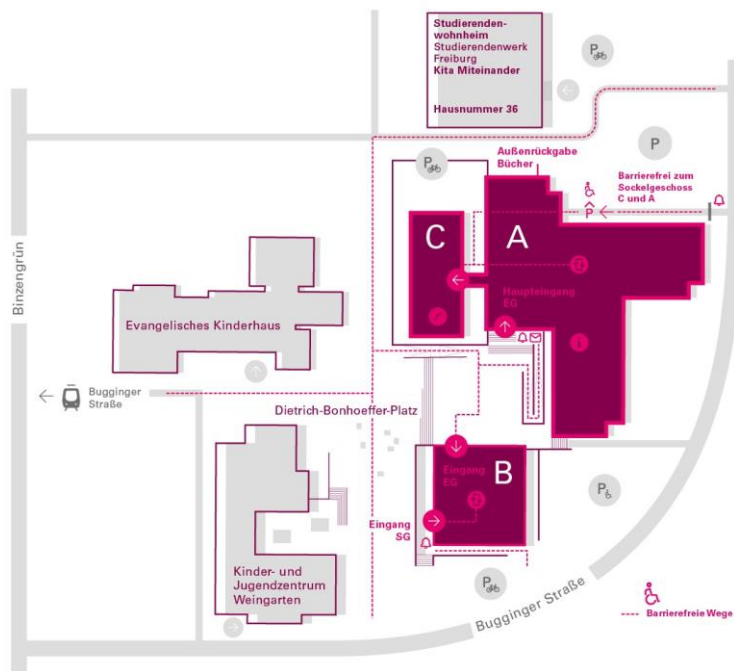 Studierenden-
wohnheim
Studierendenwerk
Freiburg
Kita Miteinander
Hausnummer 36
P
P
P
Außenrückgabe
Bücher
Barrierefrei zum
Sockelgeschoss
C und A
P
C
A
Haupteingang
EG
Binzengrün
Evangelisches Kinderhaus
Bugginger
Straße
Dietrich-Bonhoeffer-Platz
Eingang
EG
B
Eingang
SG
P
Kinder- und
Jugendzentrum
Weingarten
P
Bugginger Straße
Barrierefreie Wege